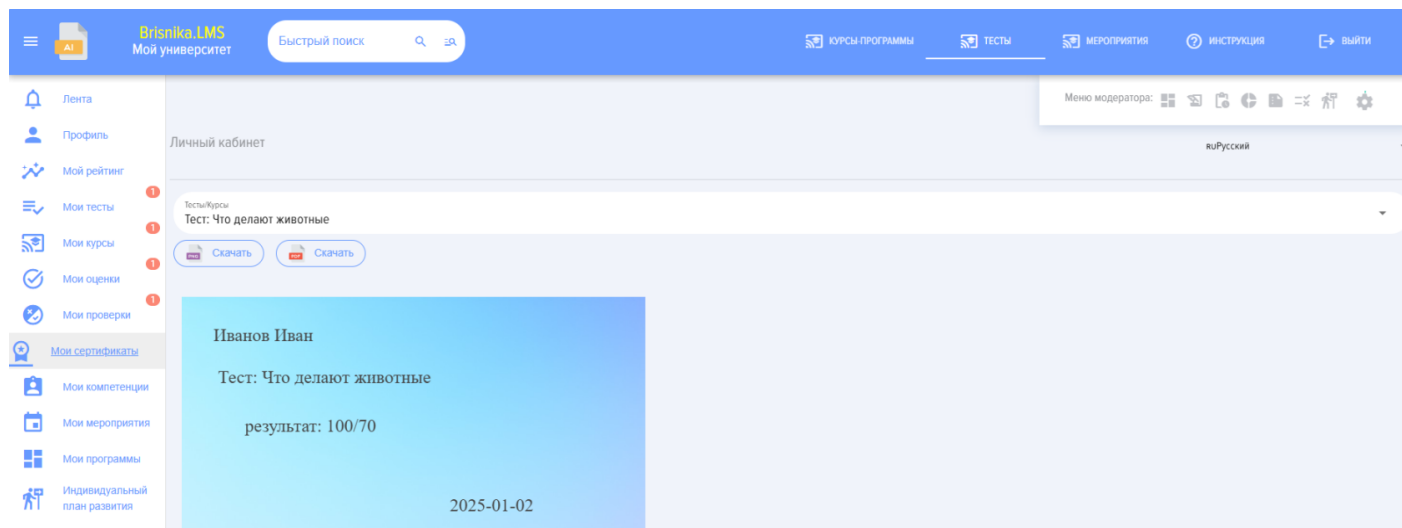 Brisnika.LMS
Мой университет
AI
Быстрый поиск
КУРСЫ-ПРОГРАММЫ
ТЕСТЫ
МЕРОПРИЯТИЯ
ИНСТРУКЦИЯ
ВЫЙТИ
Меню модератора:
Лента
Профиль
Мой рейтинг
1
Мои тесты
1
Мои курсы
1
Мои оценки
1
Мои проверки
Мои сертификаты
Мои компетенции
Мои мероприятия
Мои программы
Индивидуальный
план развития
Личный кабинет
ruРусский
Тесты/Курсы
Тест: Что делают животные
PNG Скачать
PDF Скачать
Иванов Иван
Тест: Что делают животные
результат: 100/70
2025-01-02